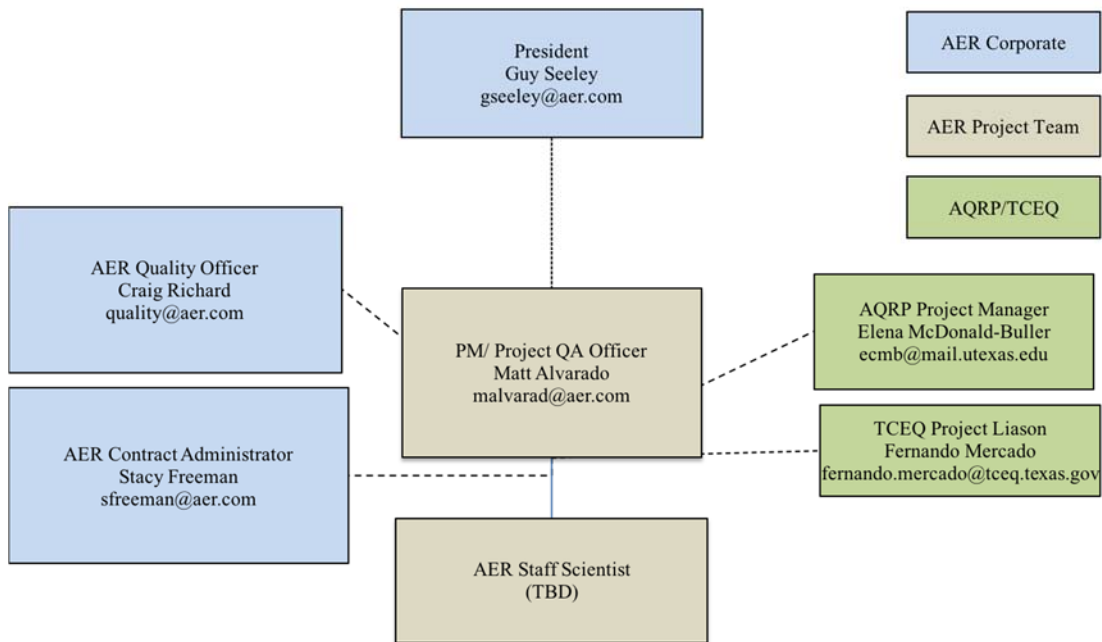 President
Guy Seeley
gseeley@aer.com
AER Corporate
AER Project Team
AQRP/TCEQ
AER Quality Officer
Craig Richard
quality@aer.com
PM/ Project QA Officer
Matt Alvarado
malvarad@aer.com
AQRP Project Manager
Elena McDonald-Buller
ecmb@mail.utexas.edu
AER Contract Administrator
Stacy Freeman
sfreeman@aer.com
TCEQ Project Liason
Fernando Mercado
fernando.mercado@tceq.texas.gov
AER Staff Scientist
(TBD)